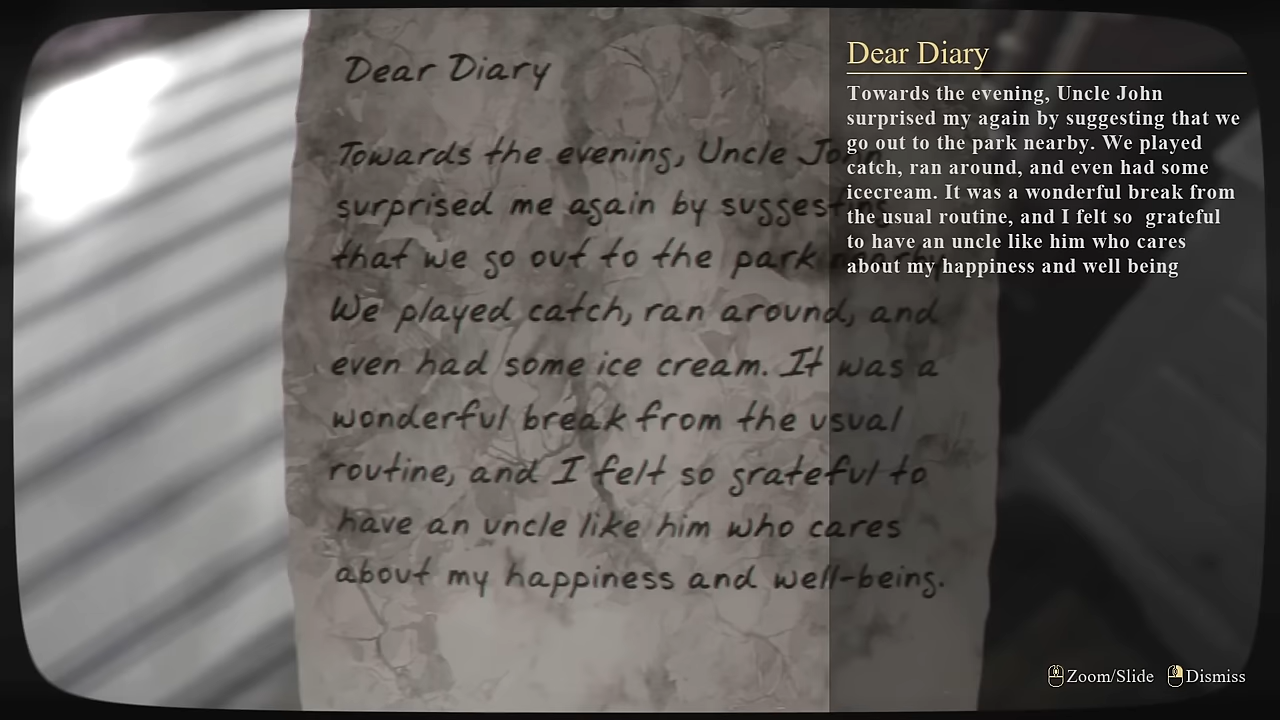 Dear Diary
Towards the evening, Uncle John
surprised me again by suggesting
that we go out to the park nearby.
We played catch, ran around, and
even had some ice cream. It was a
wonderful break from the usual
routine, and I felt so grateful to
have an uncle like him who cares
about my happiness and well-being.
Dear Diary
Towards the evening, Uncle John
surprised my again by suggesting that we
go out to the park nearby. We played
catch, ran around, and even had some
icecream. It was a wonderful break from
the usual routine, and I felt so  grateful
to have an uncle like him who cares
about my happiness and well being
Zoom/Slide Dismiss